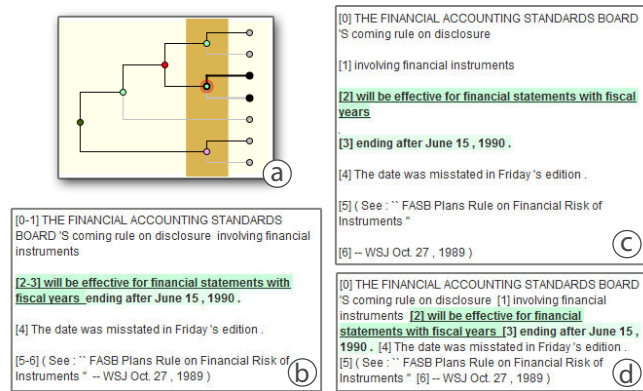 a
[0-1] THE FINANCIAL ACCOUNTING STANDARDS
BOARD 'S coming rule on disclosure involving financial
instruments
[2-3] will be effective for financial statements with
fiscal years ending after June 15 , 1990 .
[4] The date was misstated in Friday 's edition .
[5-6] ( See : `` FASB Plans Rule on Financial Risk of
Instruments '' -- WSJ Oct. 27 , 1989 )
b
[0] THE FINANCIAL ACCOUNTING STANDARDS BOARD
'S coming rule on disclosure
[1] involving financial instruments
[2] will be effective for financial statements with fiscal
years
[3] ending after June 15 , 1990 .
[4] The date was misstated in Friday 's edition .
[5] ( See : `` FASB Plans Rule on Financial Risk of
Instruments ''
[6] -- WSJ Oct. 27 , 1989 )
c
[0] THE FINANCIAL ACCOUNTING STANDARDS BOARD
'S coming rule on disclosure [1] involving financial
instruments [2] will be effective for financial
statements with fiscal years [3] ending after June 15 ,
1990 . [4] The date was misstated in Friday 's edition .
[5] ( See : `` FASB Plans Rule on Financial Risk of
Instruments '' [6] -- WSJ Oct. 27 , 1989 )
d